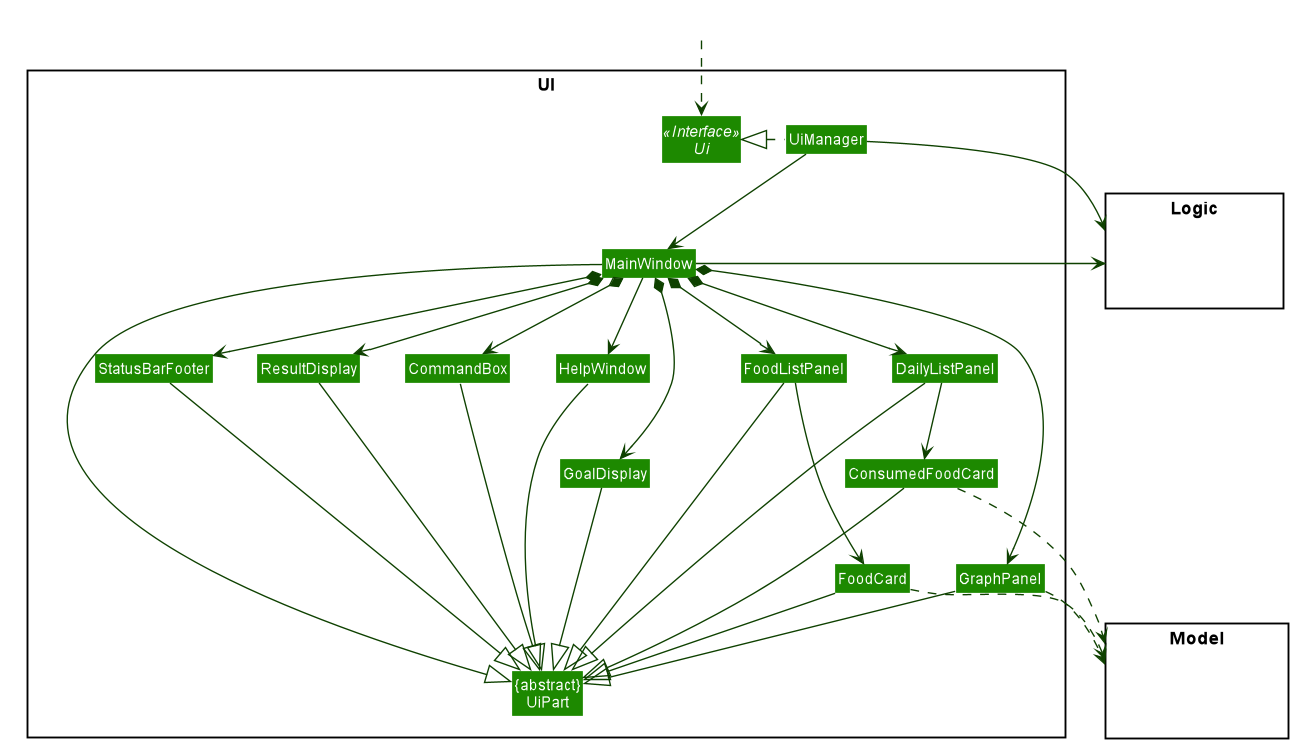 UI
«Interface»
Ui
UiManager
Logic
MainWindow
StatusBarFooter
ResultDisplay
CommandBox
HelpWindow
FoodListPanel
DailyListPanel
GoalDisplay
ConsumedFoodCard
FoodCard
GraphPanel
Model
{abstract}
UiPart